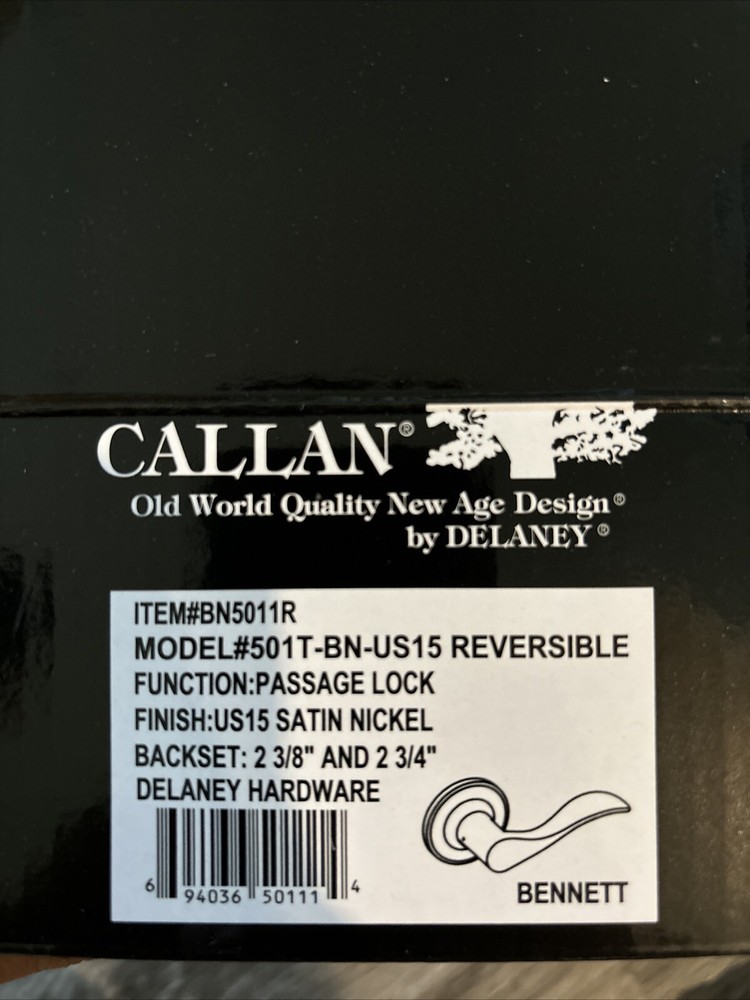 CALLAN®
Old World Quality New Age Design®
by DELANEY®
ITEM#BN5011R
MODEL#501T-BN-US15 REVERSIBLE
FUNCTION:PASSAGE LOCK
FINISH:US15 SATIN NICKEL
BACKSET: 2 3/8" AND 2 3/4"
DELANEY HARDWARE
6 94036 50111 4
BENNETT